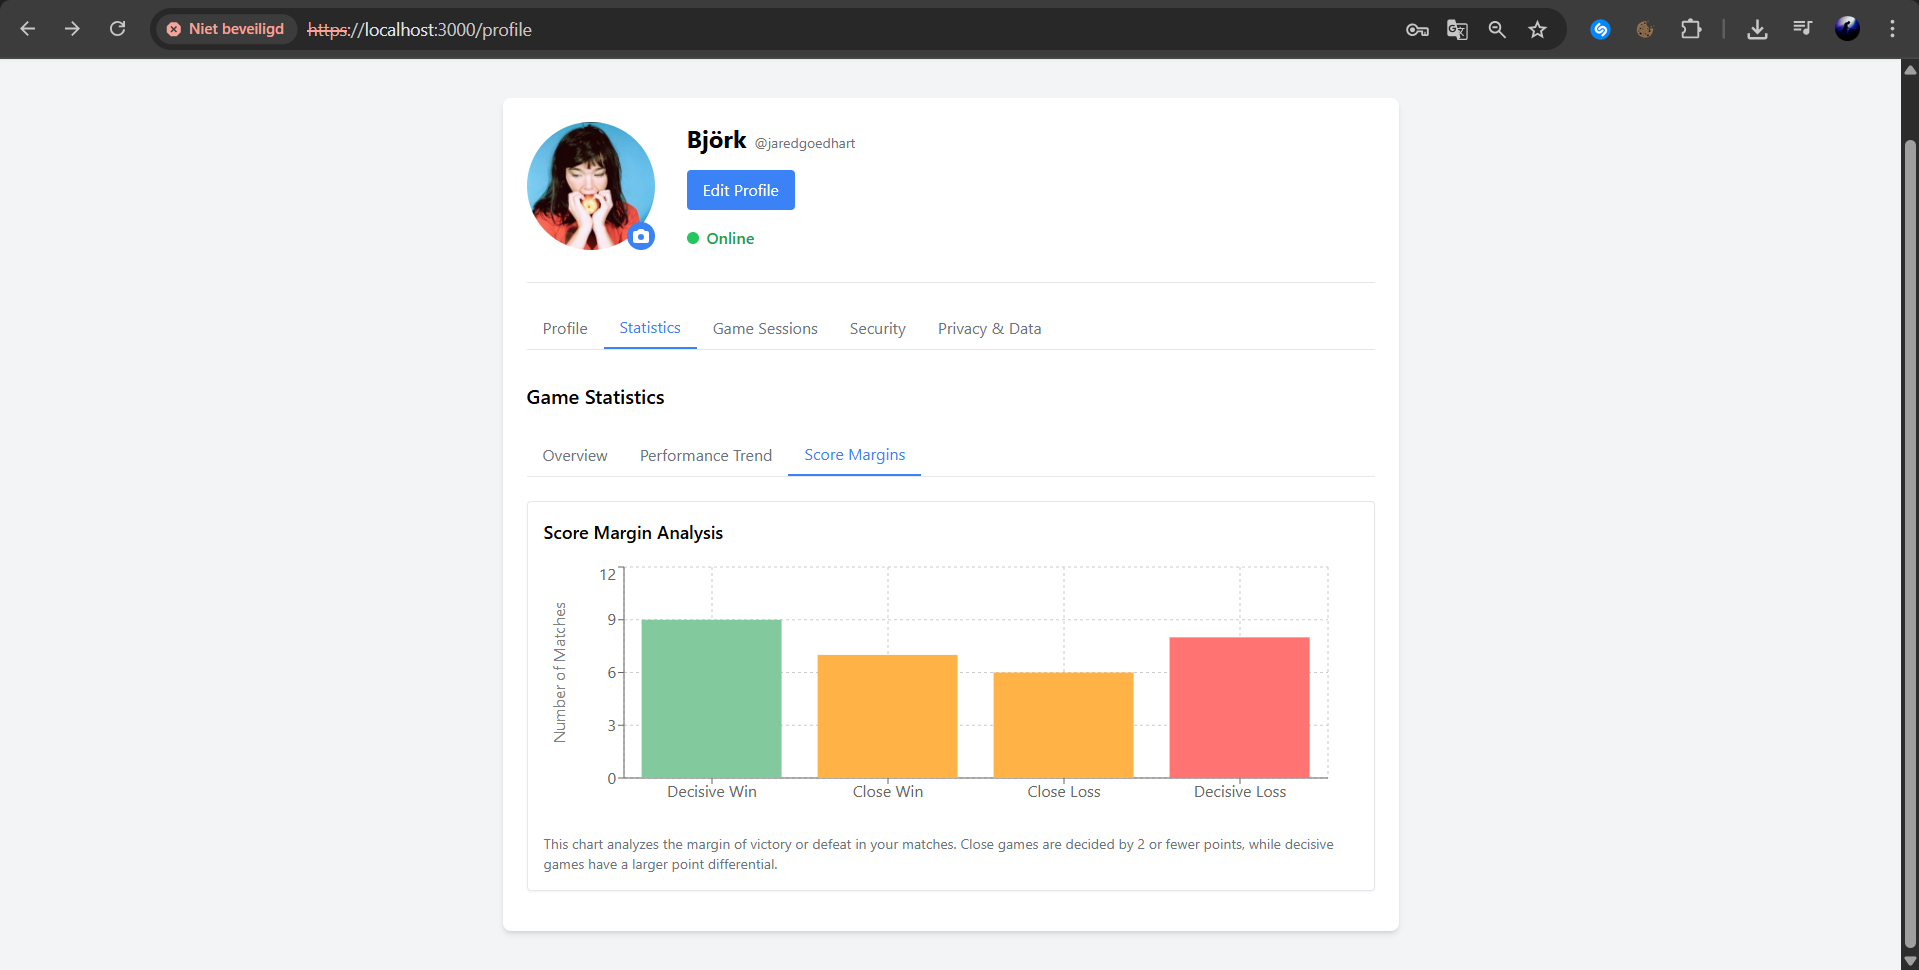 Niet beveiligd https://localhost:3000/profile
Björk @jaredgoedhart
Edit Profile
Online
Profile Statistics Game Sessions Security Privacy & Data
Game Statistics
Overview Performance Trend Score Margins
Score Margin Analysis
Number of Matches
12
9
6
3
0
Decisive Win Close Win Close Loss Decisive Loss
This chart analyzes the margin of victory or defeat in your matches. Close games are decided by 2 or fewer points, while decisive
games have a larger point differential.